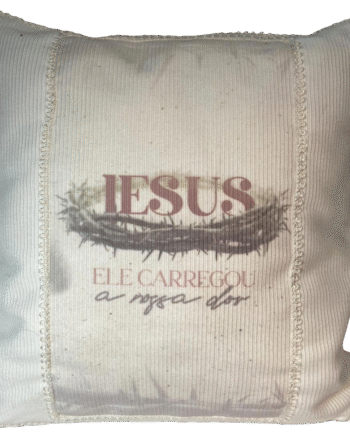 JESUS
ELE CARREGOU
a nossa dor